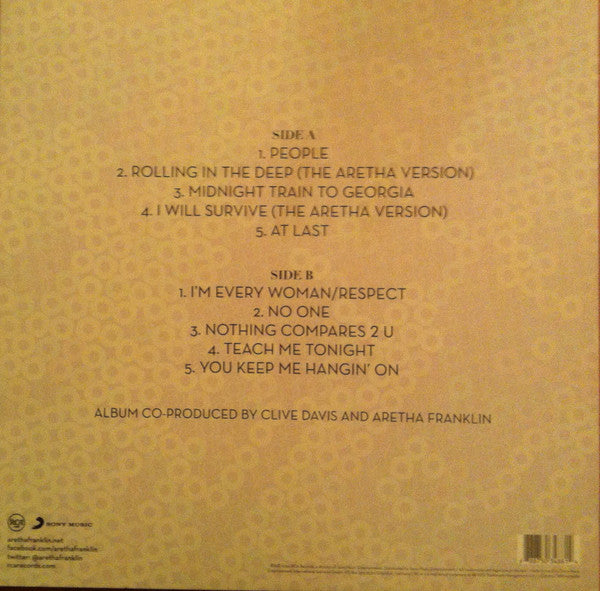 SIDE A
1. PEOPLE
2. ROLLING IN THE DEEP (THE ARETHA VERSION)
3. MIDNIGHT TRAIN TO GEORGIA
4. I WILL SURVIVE (THE ARETHA VERSION)
5. AT LAST
SIDE B
1. I'M EVERY WOMAN/RESPECT
2. NO ONE
3. NOTHING COMPARES 2 U
4. TEACH ME TONIGHT
5. YOU KEEP ME HANGIN' ON
ALBUM CO-PRODUCED BY CLIVE DAVIS AND ARETHA FRANKLIN
RCA SONY MUSIC
arethafranklin.net
facebook.com/arethafranklin
twitter: @arethafranklin
rcarecords.com